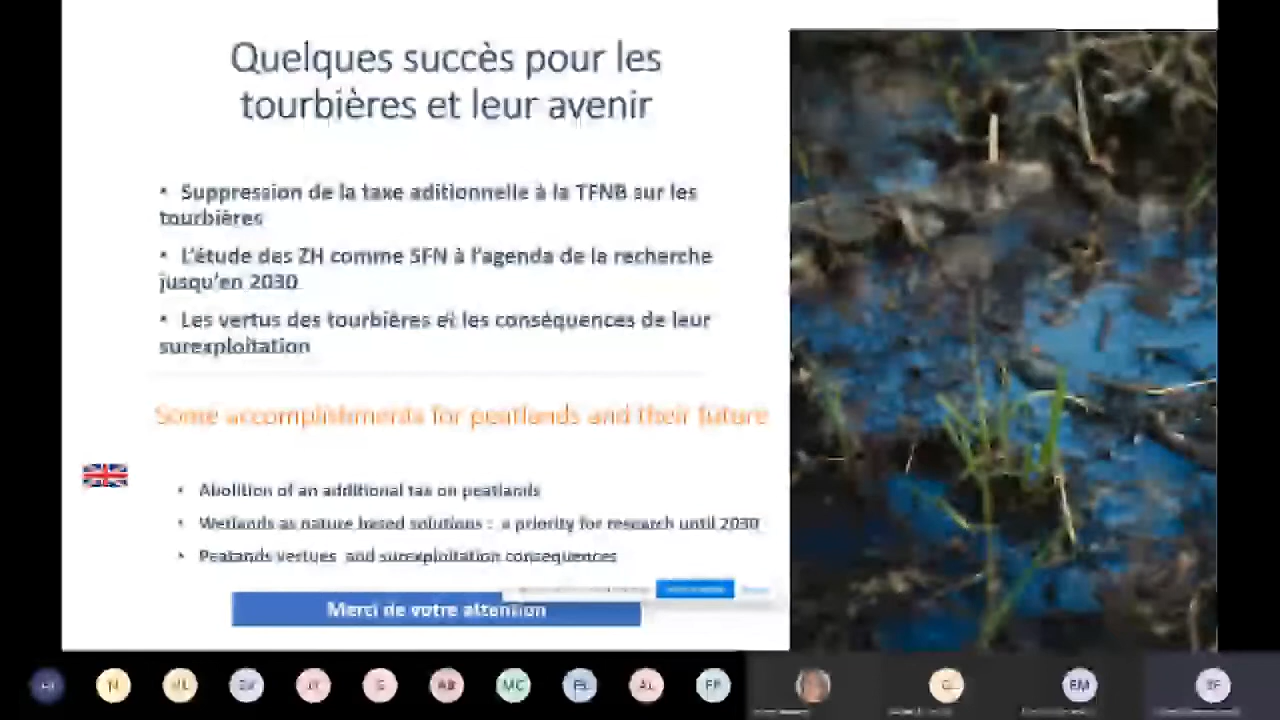 Quelques succès pour les
tourbières et leur avenir
• Suppression de la taxe aditionnelle à la TFNB sur les
tourbières
• L'étude des ZH comme SFN à l'agenda de la recherche
jusqu'en 2030
• Les vertus des tourbières et les conséquences de leur
surexploitation
Some accomplishments for peatlands and their future
• Abolition of an additional tax on peatlands
• Wetlands as nature based solutions : a priority for research until 2030
• Peatands vertues and surexploitation consequences
Merci de votre attention
N
AB
MC
AL
EM